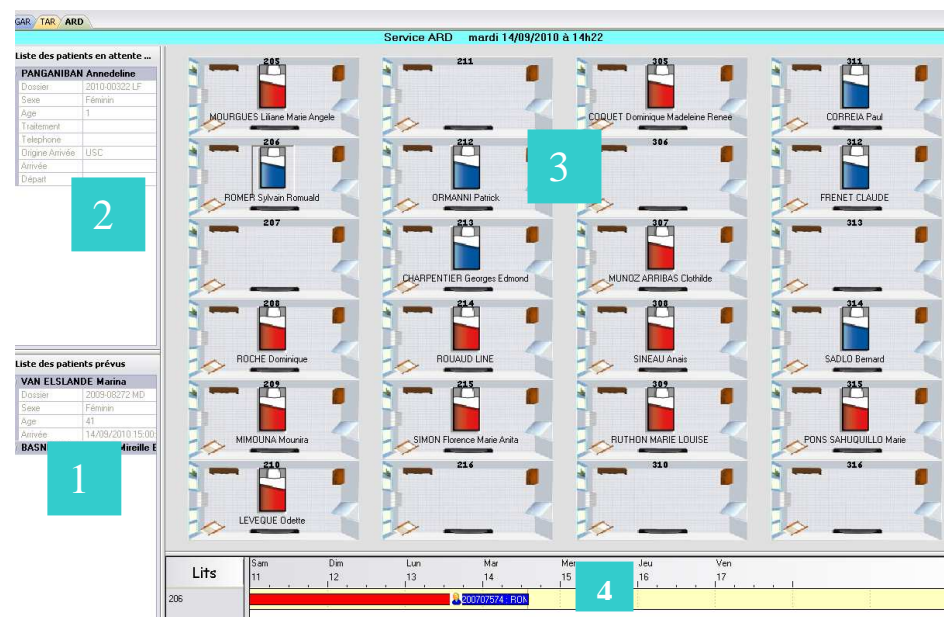 GAR TAR ARD
Service ARD mardi 14/09/2010 à 14h22
Liste des patients en attente ...
PANGANIBAN Annedeline
Dossier 2010-00322 LF
Sexe Féminin
Age 1
Traitement
Telephone
Origine Arrivée USC
Arrivée
Départ
2
Liste des patients prévus
VAN ELSLANDE Marina
Dossier 2009-08272 MD
Sexe Féminin
Age 41
Arrivée 14/09/2010 15:00:
BASN Mireille E
1
205 211 305 311
MOURGUES Liliane Marie Angele COQUET Dominique Madeleine Renee CORREIA Paul
3
206 212 306 312
ROMER Sylvain Romuald ORMANNI Patrick FRENET CLAUDE
207 213 307 313
CHARPENTIER Georges Edmond MUNOZ ARRIBAS Clothilde
208 214 308 314
ROCHE Dominique ROUAUD LINE SINEAU Anais SADLO Bernard
209 215 309 315
MIMOUNA Mounira SIMON Florence Marie Anita RUTHON MARIE LOUISE PONS SAHUQUILLO Marie
210 216 310 316
LEVEQUE Odette
Lits
Sam Dim Lun Mar Mer Jeu Ven
11 12 13 14 15 16 17
4
206 200707574 : ROM